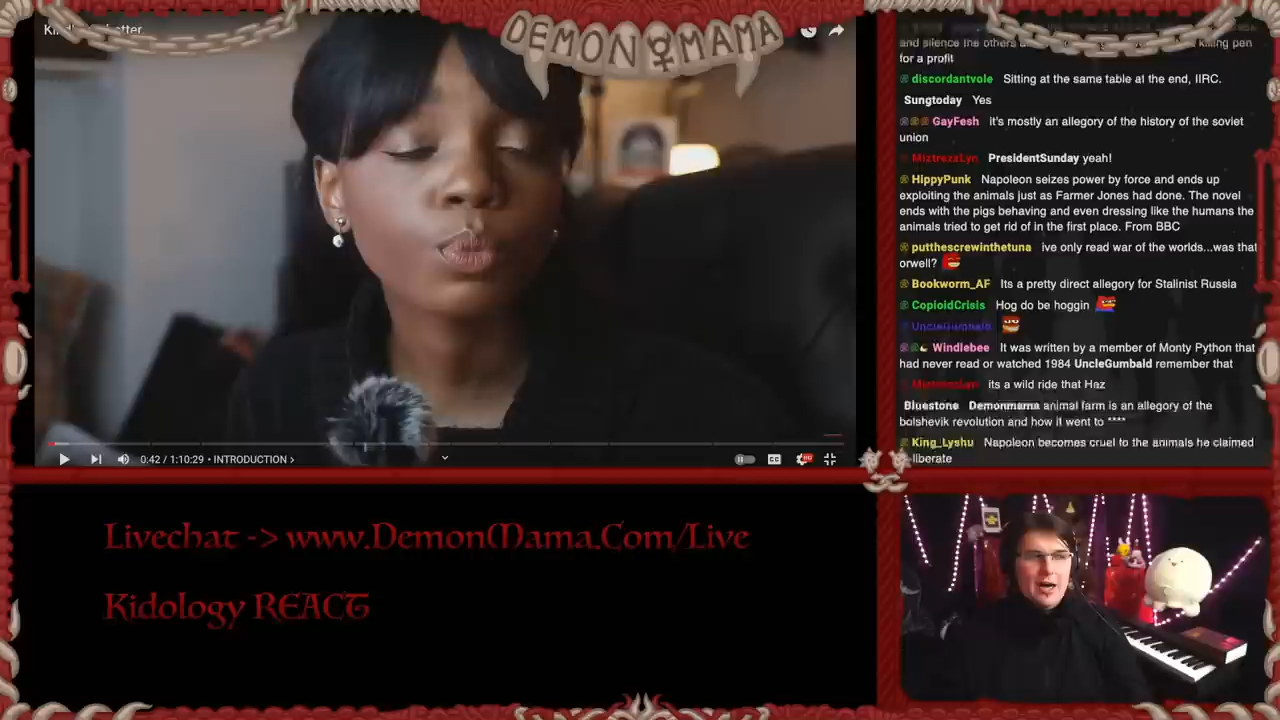 DEMON MAMA
for a profit
discordantvole Sitting at the same table at the end, IIRC.
Sungtoday Yes
GayFesh it's mostly an allegory of the history of the soviet
union
MiztrezzLyn PresidentSunday yeah!
HippyPunk Napoleon seizes power by force and ends up
exploiting the animals just as Farmer Jones had done. The novel
ends with the pigs behaving and even dressing like the humans the
animals tried to get rid of in the first place. From BBC
putthescrewinthetuna ive only read war of the worlds...was that
orwell?
Bookworm_AF Its a pretty direct allegory for Stalinist Russia
CopioidCrisis Hog do be hoggin
UncleGumbald
Windlebee It was written by a member of Monty Python that
had never read or watched 1984 UncleGumbald remember that
MiztrezzLyn its a wild ride that Haz
Bluestone Demonmama animal farm is an allegory of the
bolshevik revolution and how it went to ****
King_Lyshu Napoleon becomes cruel to the animals he claimed
liberate
0:42 / 1:10:29 • INTRODUCTION >
CC
HD
Livechat -> www.DemonMama.Com/Live
Kidology REACT